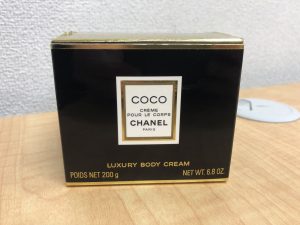 COCO
CRÈME
POUR LE CORPS
CHANEL
PARIS
LUXURY BODY CREAM
POIDS NET 200 g NET WT. 6.8 OZ.